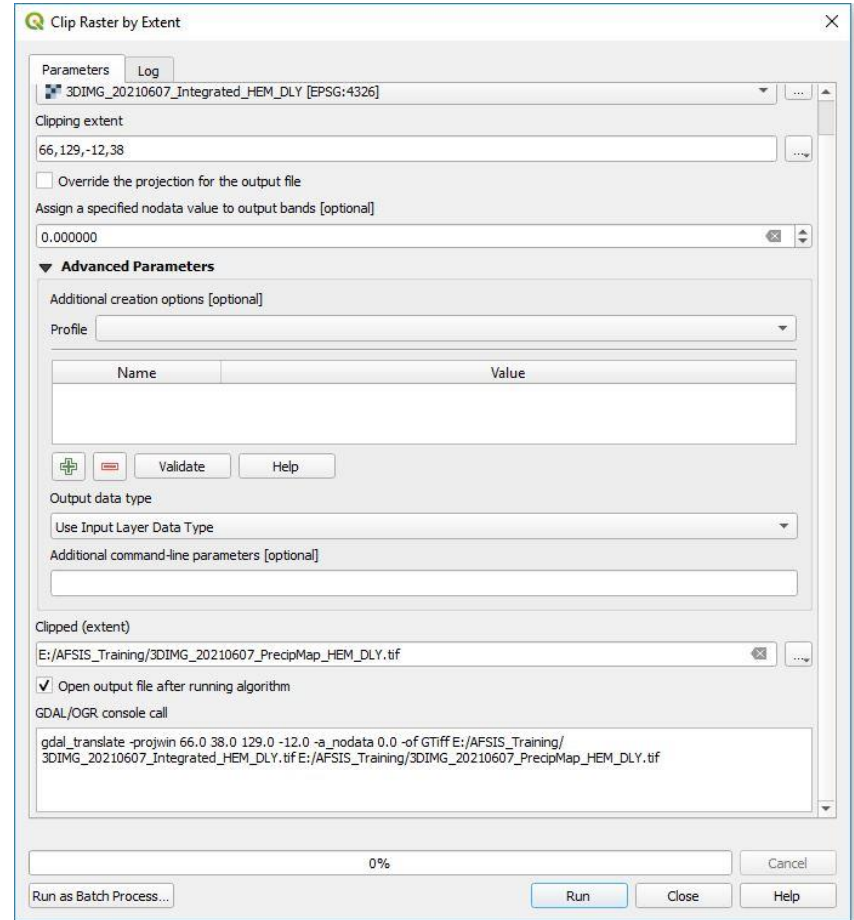 Clip Raster by Extent
Parameters Log
3DIMG_20210607_Integrated_HEM_DLY [EPSG:4326]
...
Clipping extent
66,129,-12,38
...
Override the projection for the output file
Assign a specified nodata value to output bands [optional]
0.000000
Advanced Parameters
Additional creation options [optional]
Profile
Name Value
Validate Help
Output data type
Use Input Layer Data Type
Additional command-line parameters [optional]
Clipped (extent)
E:/AFSIS_Training/3DIMG_20210607_PrecipMap_HEM_DLY.tif
...
Open output file after running algorithm
GDAL/OGR console call
gdal_translate -projwin 66.0 38.0 129.0 -12.0 -a_nodata 0.0 -of GTiff E:/AFSIS_Training/
3DIMG_20210607_Integrated_HEM_DLY.tif E:/AFSIS_Training/3DIMG_20210607_PrecipMap_HEM_DLY.tif
0% Cancel
Run as Batch Process... Run Close Help